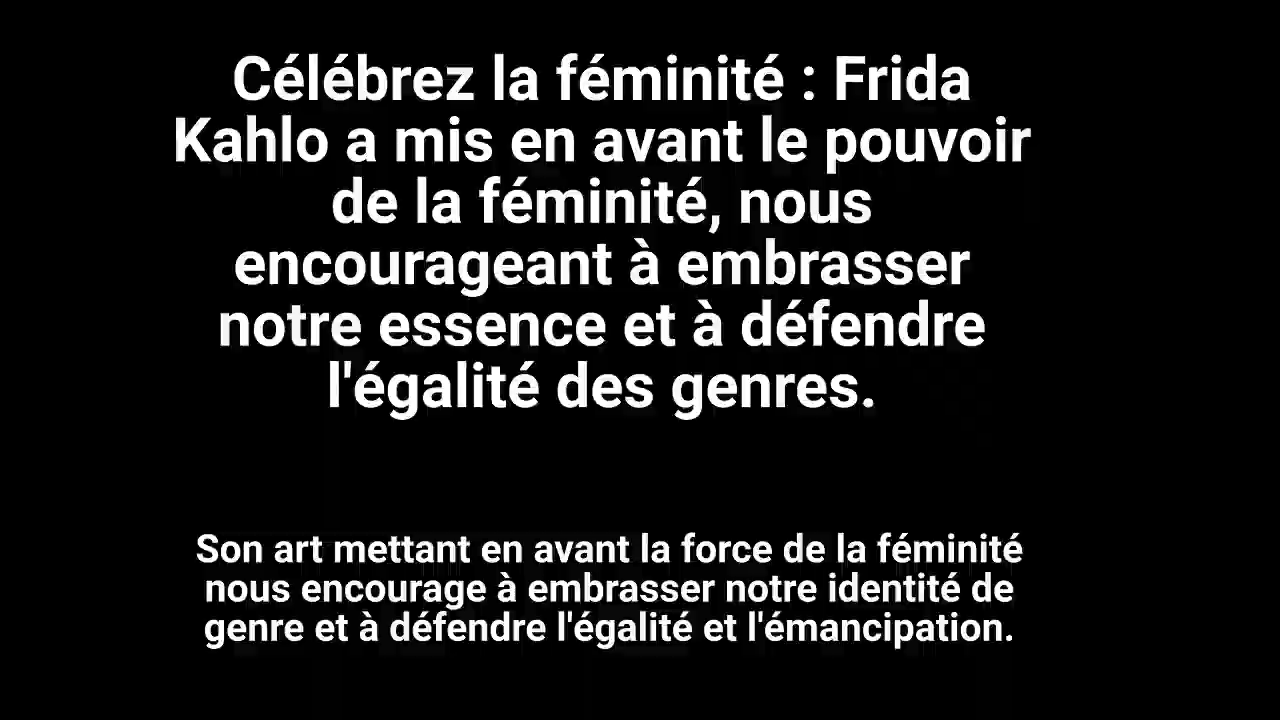 Célébrez la féminité : Frida
Kahlo a mis en avant le pouvoir
de la féminité, nous
encourageant à embrasser
notre essence et à défendre
l'égalité des genres.
Son art mettant en avant la force de la féminité
nous encourage à embrasser notre identité de
genre et à défendre l'égalité et l'émancipation.